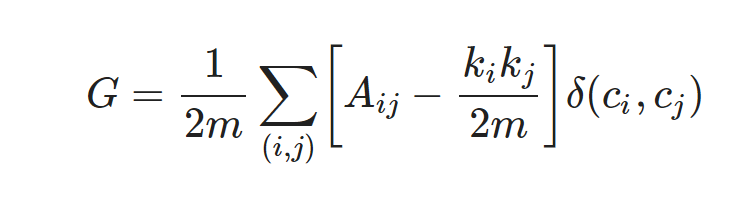 G = \frac{1}{2m} \sum_{(i,j)} \left[ A_{ij} - \frac{k_i k_j}{2m} \right] \delta(c_i, c_j)